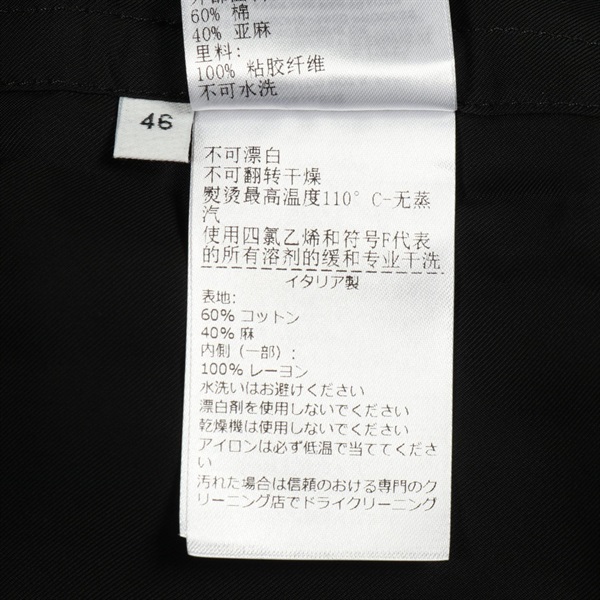 60% 棉
40% 亚麻
里料:
100% 粘胶纤维
不可水洗
46
不可漂白
不可翻转干燥
熨烫最高温度110° C-无蒸
汽
使用四氯乙烯和符号F代表
的所有溶剂的缓和专业干洗
イタリア製
表地:
60% コットン
40% 麻
内側 (一部) :
100% レーヨン
水洗いはお避けください
漂白剤を使用しないでください
乾燥機は使用しないでください
アイロンは必ず低温で当ててくださ
い
汚れた場合は信頼のおける専門のク
リーニング店でドライクリーニング